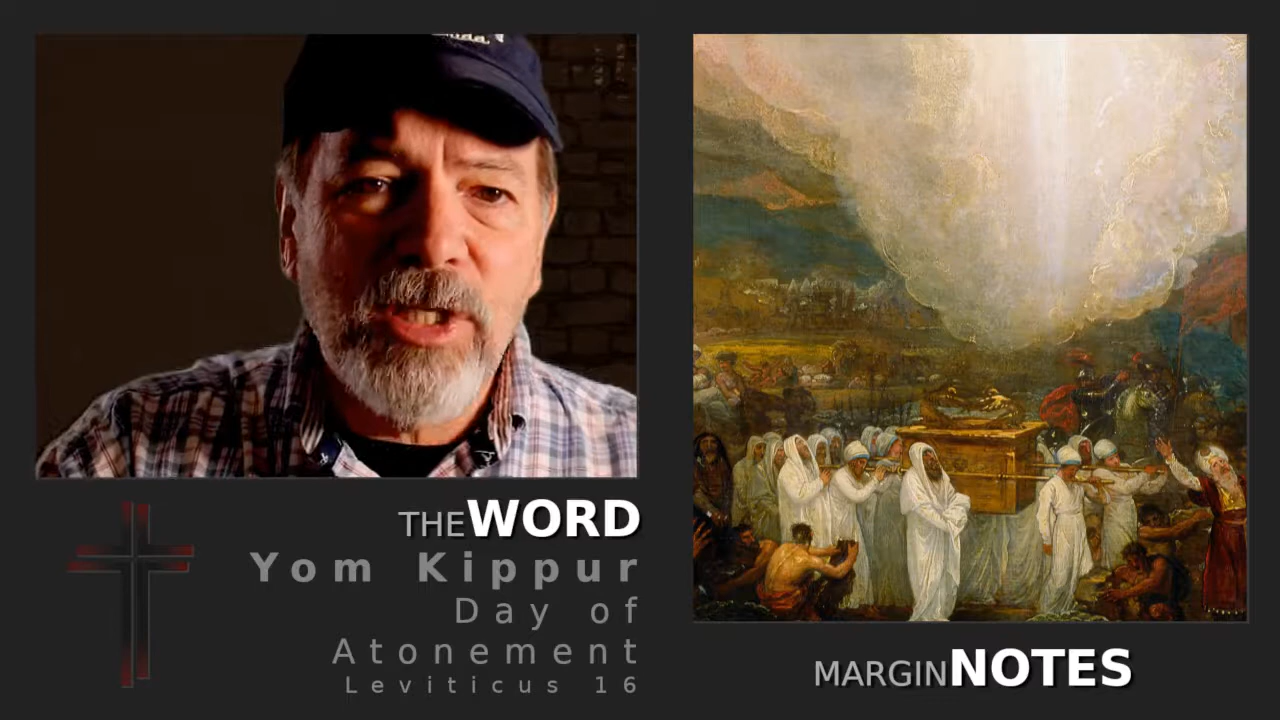 THEWORD
Yom Kippur
Day of
Atonement
Leviticus 16
MARGINNOTES